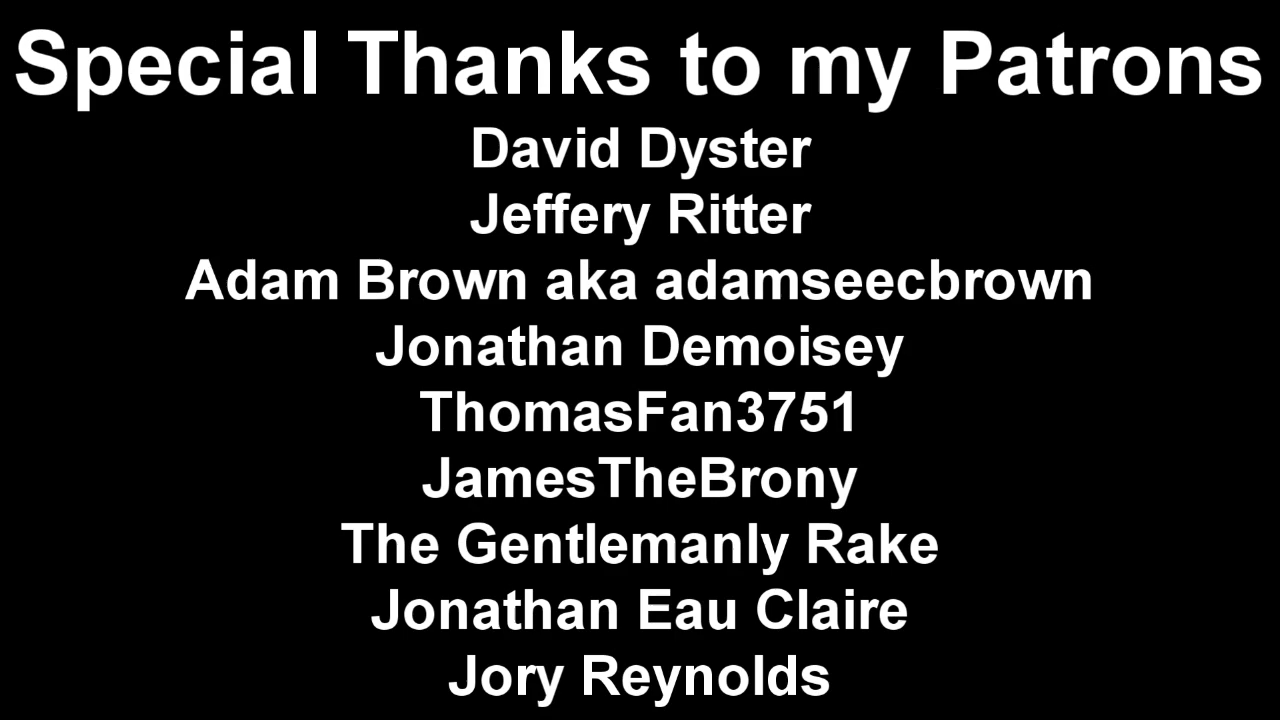 Special Thanks to my Patrons
David Dyster
Jeffery Ritter
Adam Brown aka adamseecbrown
Jonathan Demoisey
ThomasFan3751
JamesTheBrony
The Gentlemanly Rake
Jonathan Eau Claire
Jory Reynolds